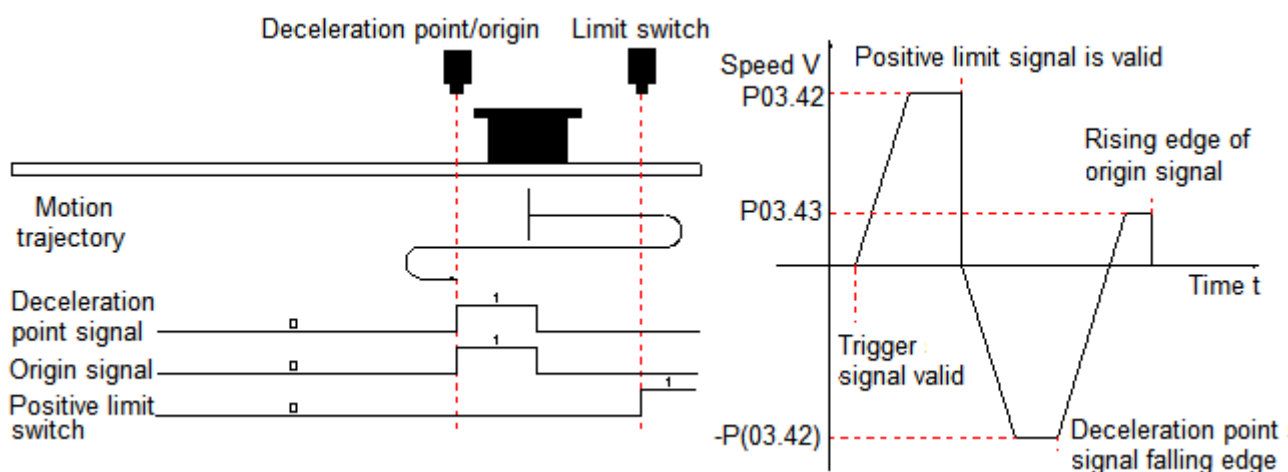 Deceleration point/origin
Limit switch
Motion
trajectory
Deceleration
point signal
0
1
Origin signal
0
1
Positive limit
switch
0
1
Speed V
Positive limit signal is valid
P03.42
Rising edge of
origin signal
P03.43
Time t
Trigger
signal valid
-P(03.42)
Deceleration point
signal falling edge